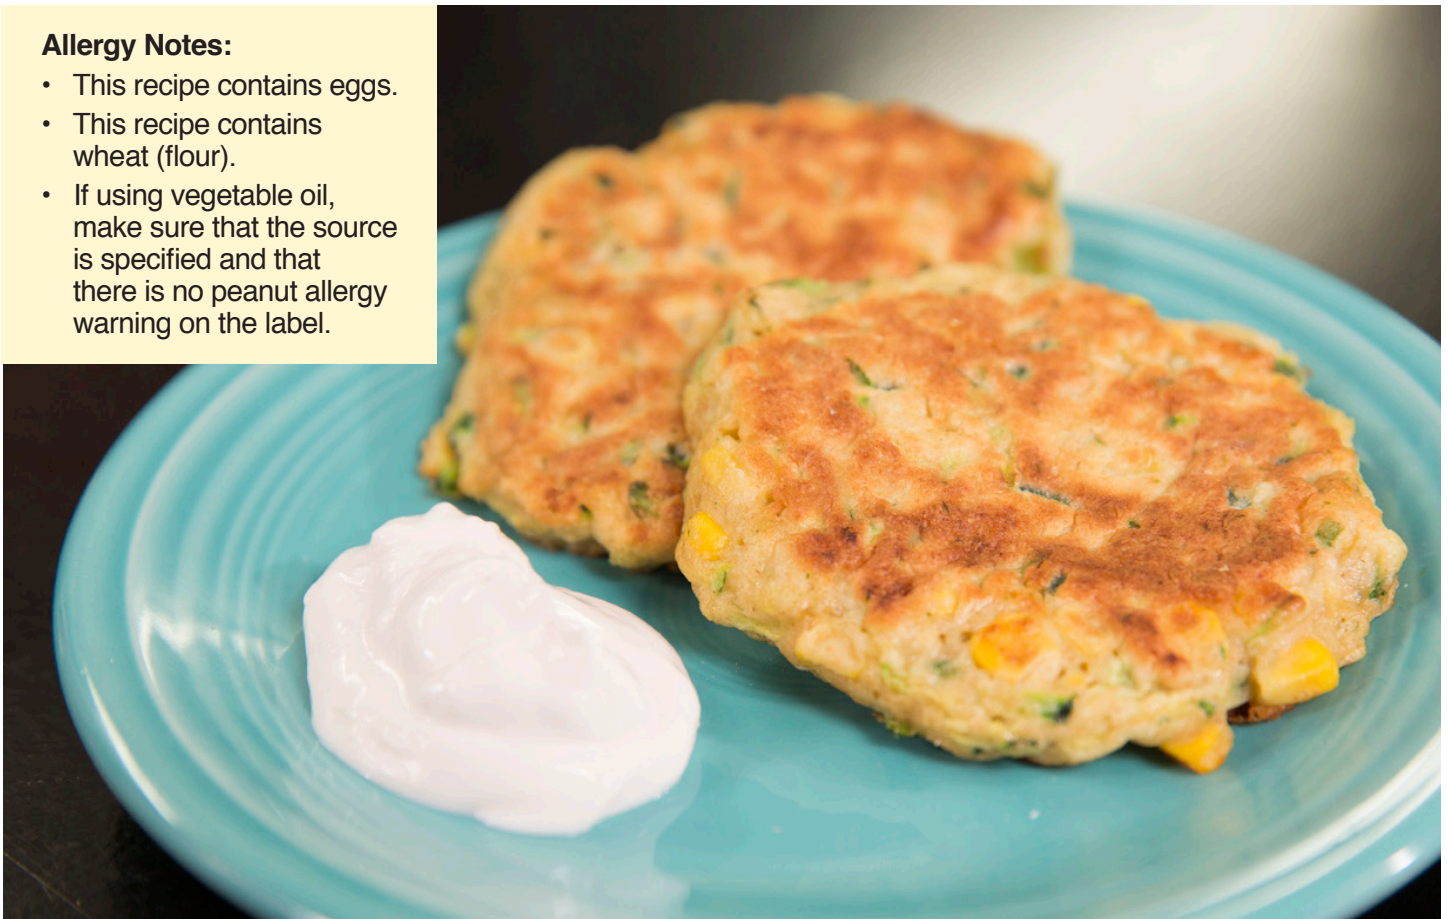 Allergy Notes:
• This recipe contains eggs.
• This recipe contains
wheat (flour).
• If using vegetable oil,
make sure that the source
is specified and that
there is no peanut allergy
warning on the label.